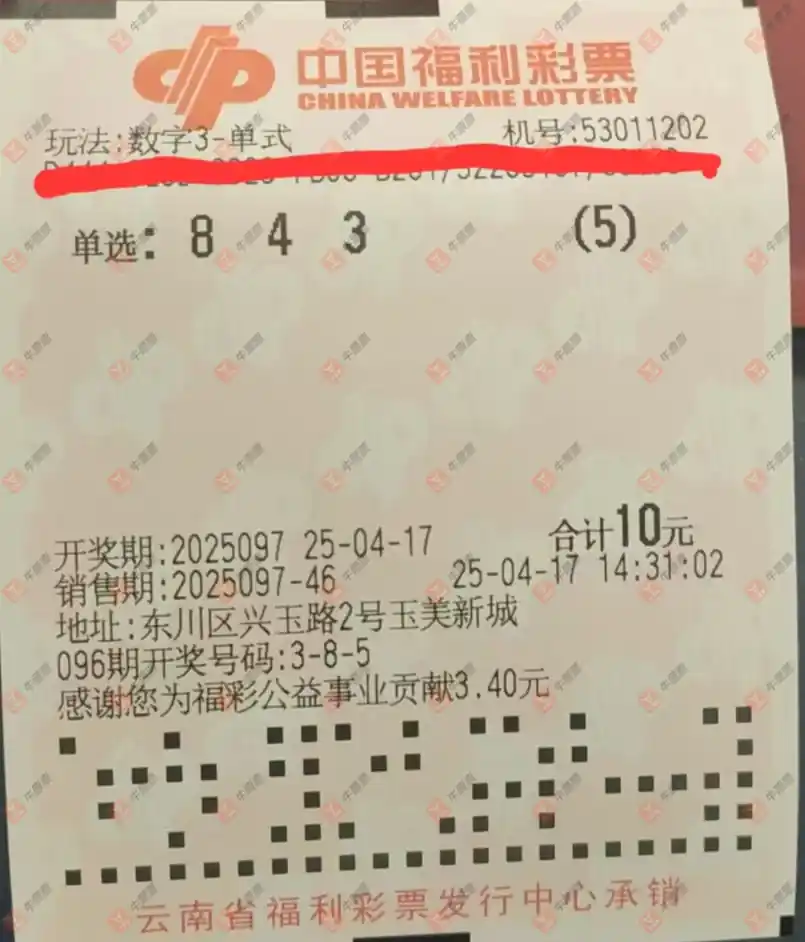 中国福利彩票
CHINA WELFARE LOTTERY
玩法:数字3-单式 机号:53011202
单选: 8 4 3 (5)
合计10元
开奖期:2025097 25-04-17
销售期:2025097-46 25-04-17 14:31:02
地址:东川区兴玉路2号玉美新城
096期开奖号码:3-8-5
感谢您为福彩公益事业贡献3.40元
云南省福利彩票发行中心承销